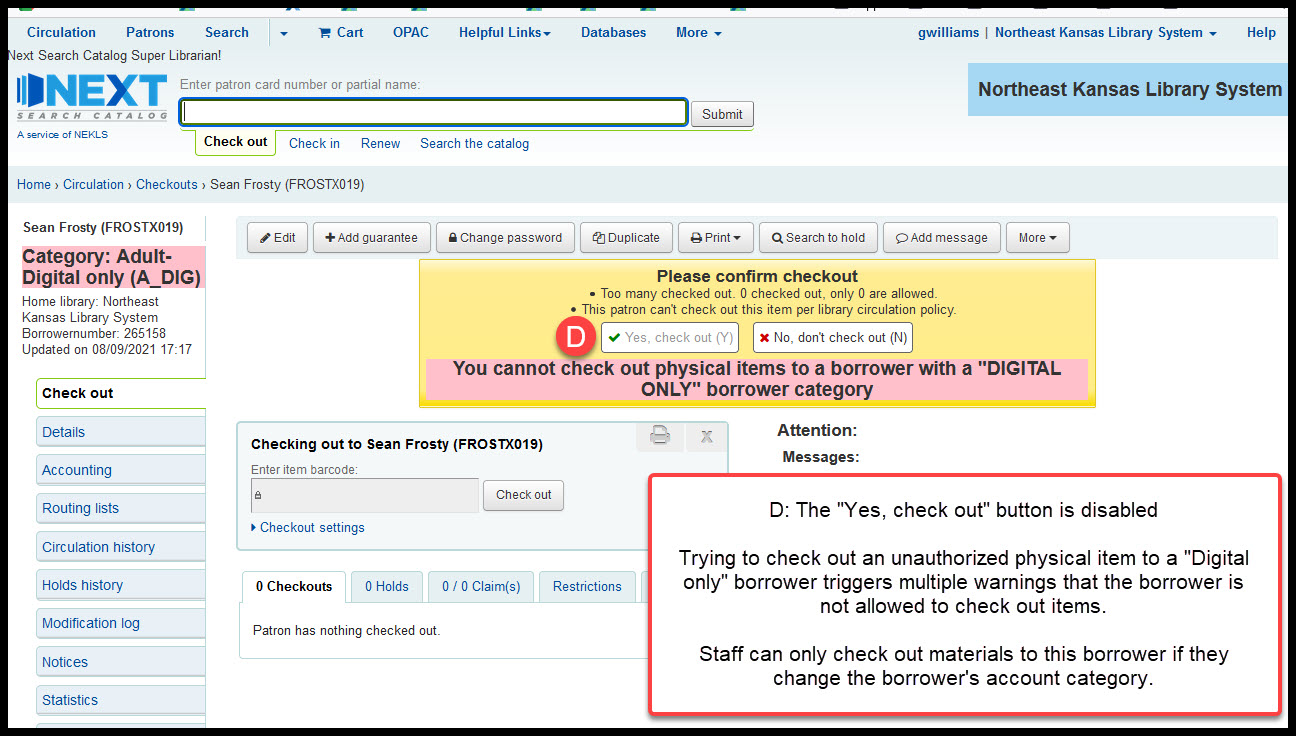 Circulation Patrons Search Cart OPAC Helpful Links Databases More gwilliams | Northeast Kansas Library System Help
Next Search Catalog Super Librarian!
NEXT
SEARCH CATALOG
A service of NEKLS
Enter patron card number or partial name:
Submit
Northeast Kansas Library System
Check out Check in Renew Search the catalog
Home › Circulation › Checkouts › Sean Frosty (FROSTX019)
Sean Frosty (FROSTX019)
Category: Adult-
Digital only (A_DIG)
Home library: Northeast
Kansas Library System
Borrowernumber: 265158
Updated on 08/09/2021 17:17
Check out
Details
Accounting
Routing lists
Circulation history
Holds history
Modification log
Notices
Statistics
Edit Add guarantee Change password Duplicate Print Search to hold Add message More
Please confirm checkout
• Too many checked out. 0 checked out, only 0 are allowed.
• This patron can't check out this item per library circulation policy.
D Yes, check out (Y) No, don't check out (N)
You cannot check out physical items to a borrower with a "DIGITAL
ONLY" borrower category
Checking out to Sean Frosty (FROSTX019) X
Enter item barcode:
Check out
Checkout settings
Attention:
Messages:
0 Checkouts 0 Holds 0 / 0 Claim(s) Restrictions
Patron has nothing checked out.
D: The "Yes, check out" button is disabled
Trying to check out an unauthorized physical item to a "Digital
only" borrower triggers multiple warnings that the borrower is
not allowed to check out items.
Staff can only check out materials to this borrower if they
change the borrower's account category.